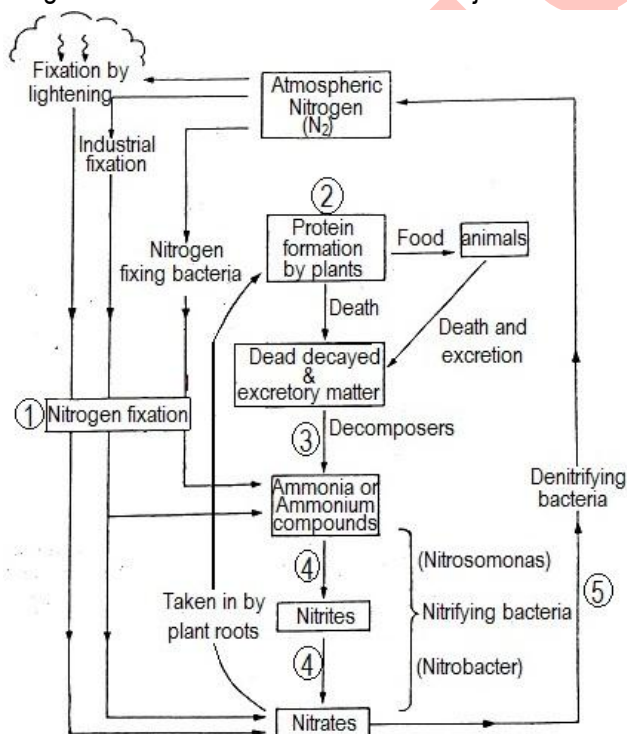 Fixation by
lightening
Atmospheric
Nitrogen
(N₂)
Industrial
fixation
②
Protein
formation
by plants
Food
animals
Nitrogen
fixing bacteria
Death
Death and
excretion
Dead decayed
&
excretory matter
① Nitrogen fixation
③ Decomposers
Ammonia or
Ammonium
compounds
Denitrifying
bacteria
④
(Nitrosomonas)
⑤
Taken in by
plant roots
Nitrites
Nitrifying bacteria
④
(Nitrobacter)
Nitrates